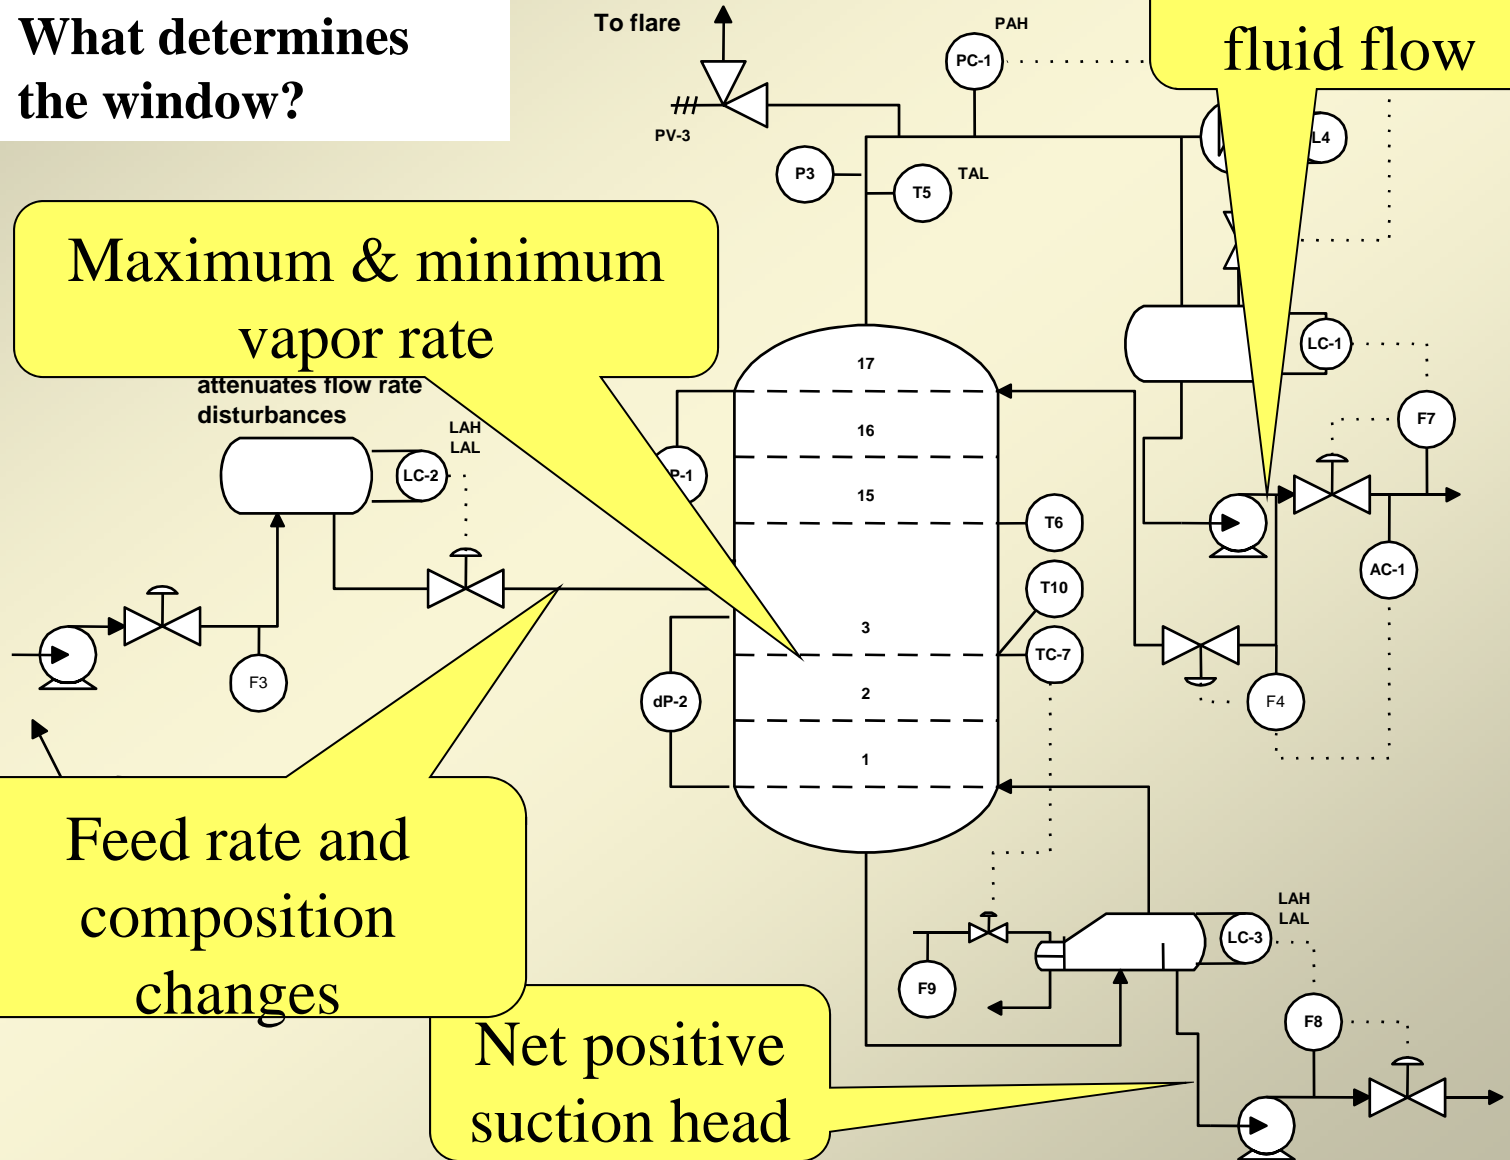 What determines
the window?
To flare
PAH
PC-1
fluid flow
PV-3
L4
P3
T5
TAL
Maximum & minimum
vapor rate
attenuates flow rate
disturbances
LAH
LAL
LC-2
P-1
17
16
15
3
2
1
LC-1
F7
T6
T10
TC-7
AC-1
F3
dP-2
F4
Feed rate and
composition
changes
LAH
LAL
LC-3
F9
F8
Net positive
suction head